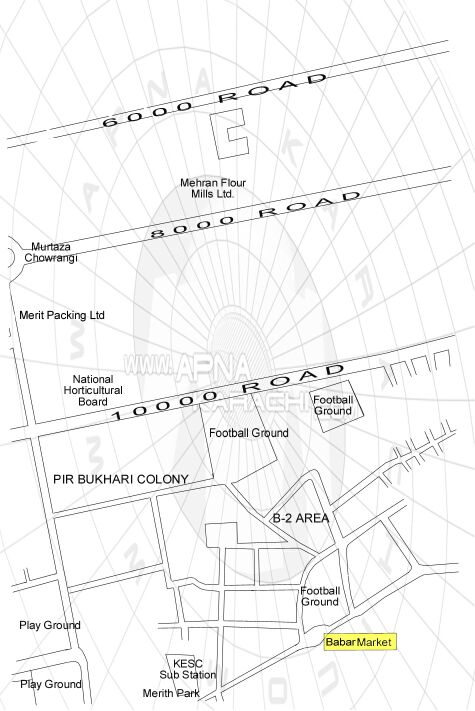 6000 ROAD
Mehran Flour
Mills Ltd.
8000 ROAD
Murtaza
Chowrangi
Merit Packing Ltd
WWW.APNA
KARACHI
10000 ROAD
National
Horticultural
Board
Football
Ground
Football Ground
PIR BUKHARI COLONY
B-2 AREA
Football
Ground
Play Ground
BabarMarket
KESC
Sub Station
Play Ground
Merith Park